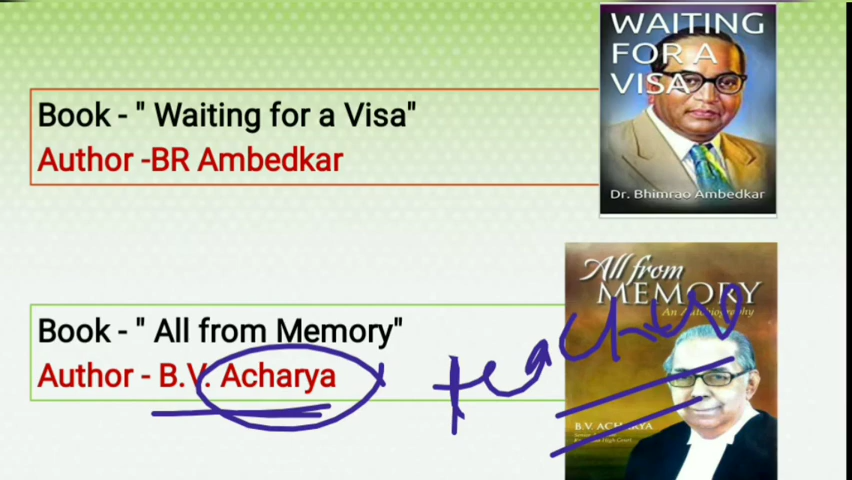 WAITING
FOR A
VISA
Book - " Waiting for a Visa"
Author -BR Ambedkar
Dr. Bhimrao Ambedkar
All from
MEMORY
An Autobiography
Book - " All from Memory"
Author - B.V. Acharya
teacher
B.V. ACHARYA